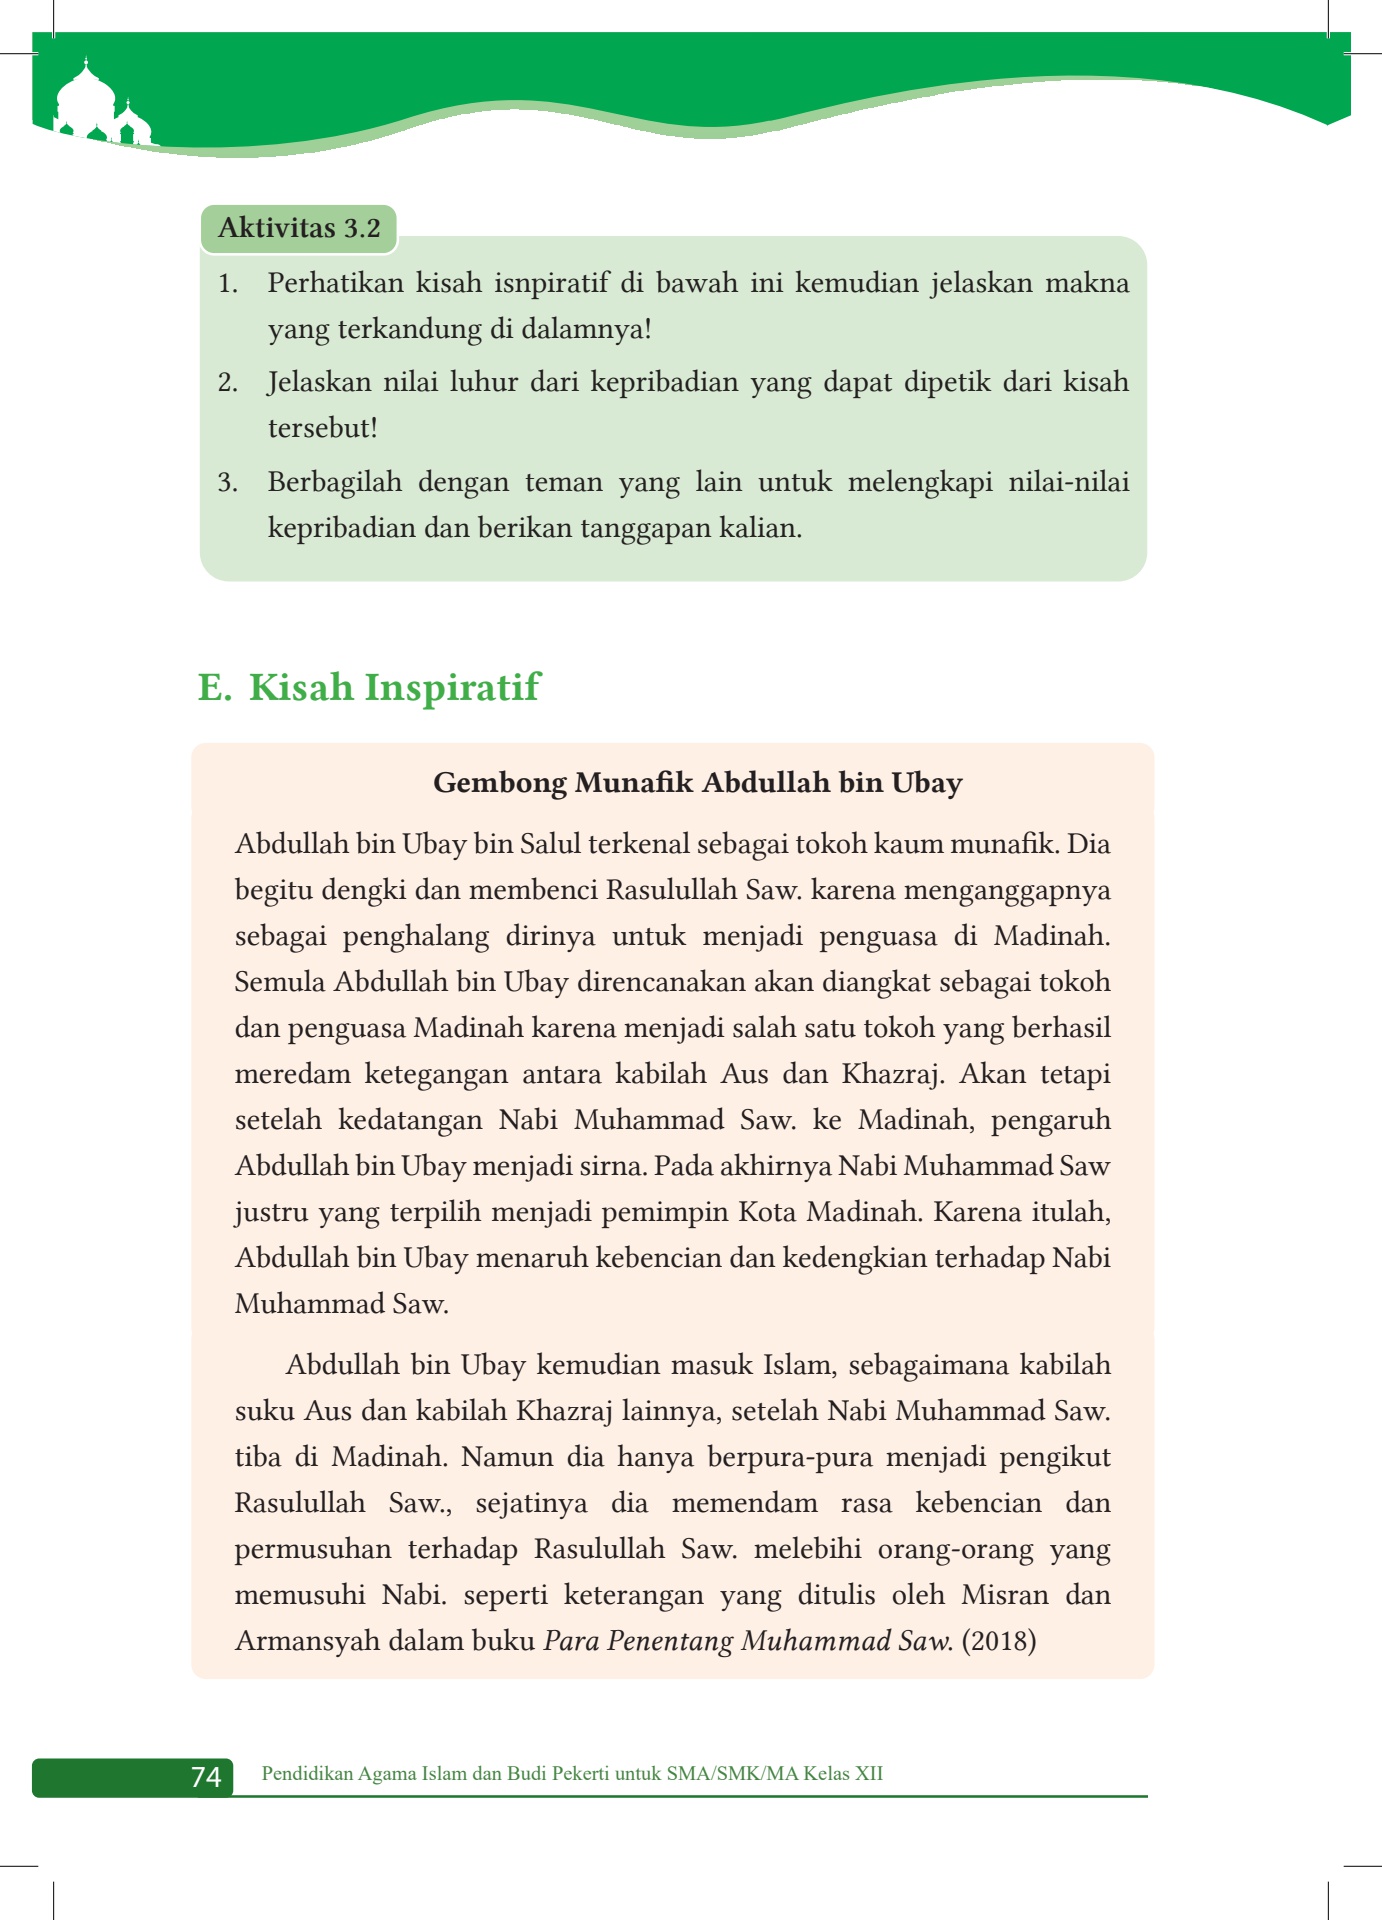 Aktivitas 3.2
1. Perhatikan kisah isnpiratif di bawah ini kemudian jelaskan makna
yang terkandung di dalamnya!
2. Jelaskan nilai luhur dari kepribadian yang dapat dipetik dari kisah
tersebut!
3. Berbagilah dengan teman yang lain untuk melengkapi nilai-nilai
kepribadian dan berikan tanggapan kalian.
E. Kisah Inspiratif
Gembong Munafik Abdullah bin Ubay
Abdullah bin Ubay bin Salul terkenal sebagai tokoh kaum munafik. Dia
begitu dengki dan membenci Rasulullah Saw. karena menganggapnya
sebagai penghalang dirinya untuk menjadi penguasa di Madinah.
Semula Abdullah bin Ubay direncanakan akan diangkat sebagai tokoh
dan penguasa Madinah karena menjadi salah satu tokoh yang berhasil
meredam ketegangan antara kabilah Aus dan Khazraj. Akan tetapi
setelah kedatangan Nabi Muhammad Saw. ke Madinah, pengaruh
Abdullah bin Ubay menjadi sirna. Pada akhirnya Nabi Muhammad Saw
justru yang terpilih menjadi pemimpin Kota Madinah. Karena itulah,
Abdullah bin Ubay menaruh kebencian dan kedengkian terhadap Nabi
Muhammad Saw.
Abdullah bin Ubay kemudian masuk Islam, sebagaimana kabilah
suku Aus dan kabilah Khazraj lainnya, setelah Nabi Muhammad Saw.
tiba di Madinah. Namun dia hanya berpura-pura menjadi pengikut
Rasulullah Saw., sejatinya dia memendam rasa kebencian dan
permusuhan terhadap Rasulullah Saw. melebihi orang-orang yang
memusuhi Nabi. seperti keterangan yang ditulis oleh Misran dan
Armansyah dalam buku Para Penentang Muhammad Saw. (2018)
74 Pendidikan Agama Islam dan Budi Pekerti untuk SMA/SMK/MA Kelas XII